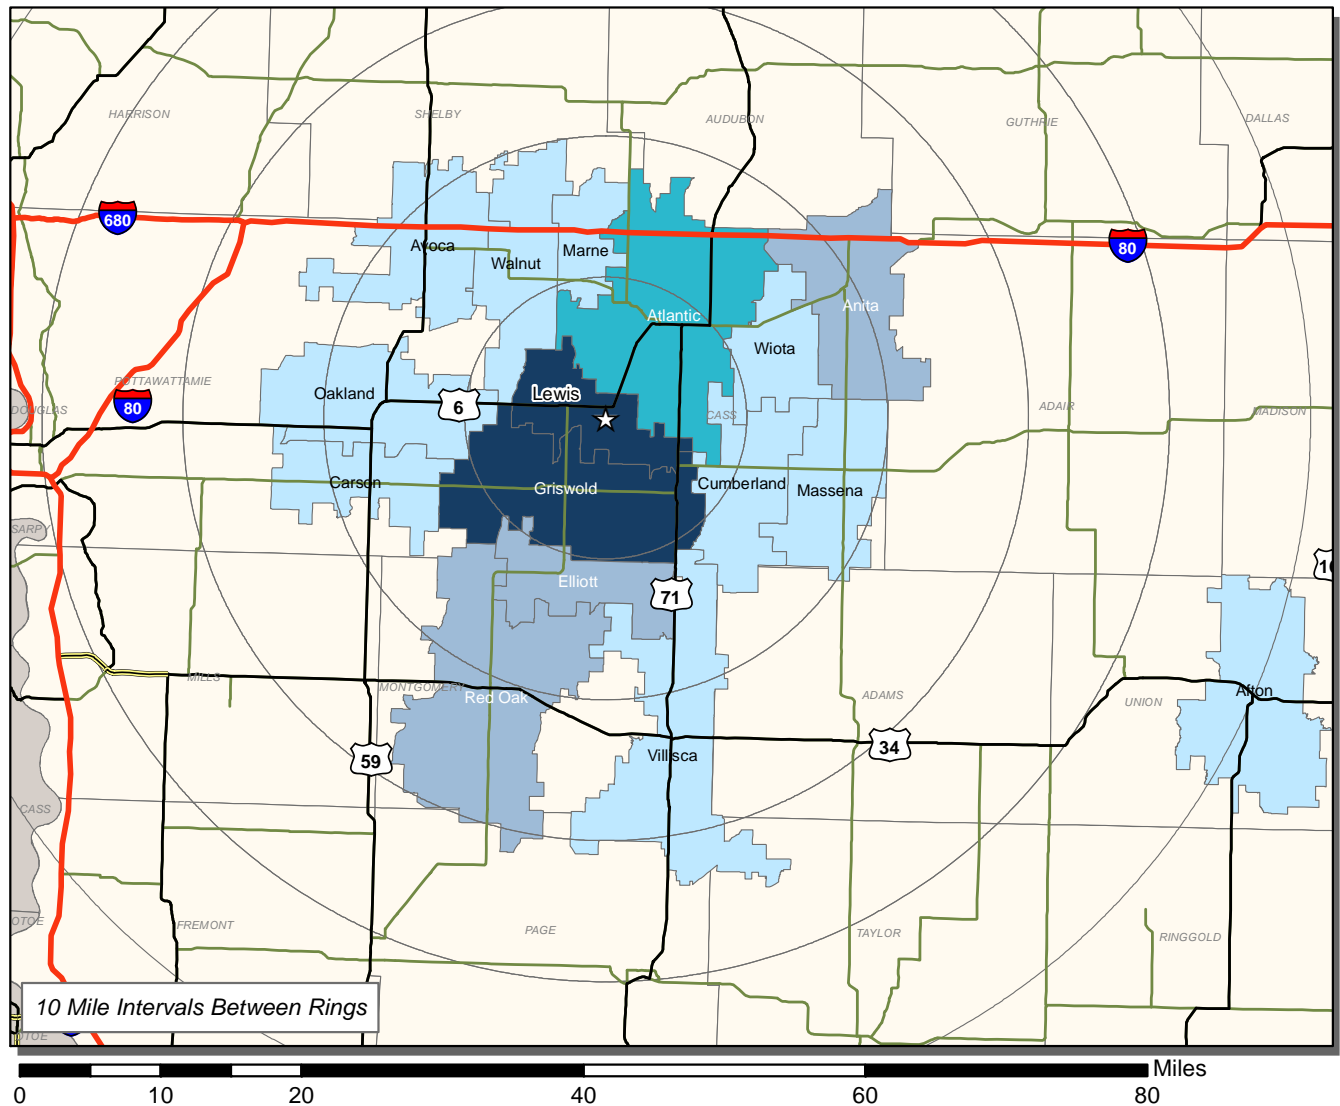 HARRISON
SHELBY
AUDUBON
GUTHRIE
DALLAS
680
80
Avoca
Marne
Walnut
Anita
Atlantic
Wiota
POTTAWATTAMIE
Oakland
Lewis
6
80
DOUGLAS
CASS
ADAIR
MADISON
Carson
Griswold
Cumberland
Massena
SARPY
Elliott
71
MILLS
MONTGOMERY
Red Oak
ADAMS
UNION
Afton
59
Villisca
34
CASS
OTOE
FREMONT
PAGE
TAYLOR
RINGGOLD
10 Mile Intervals Between Rings
OTOE
Miles
0 10 20 40 60 80